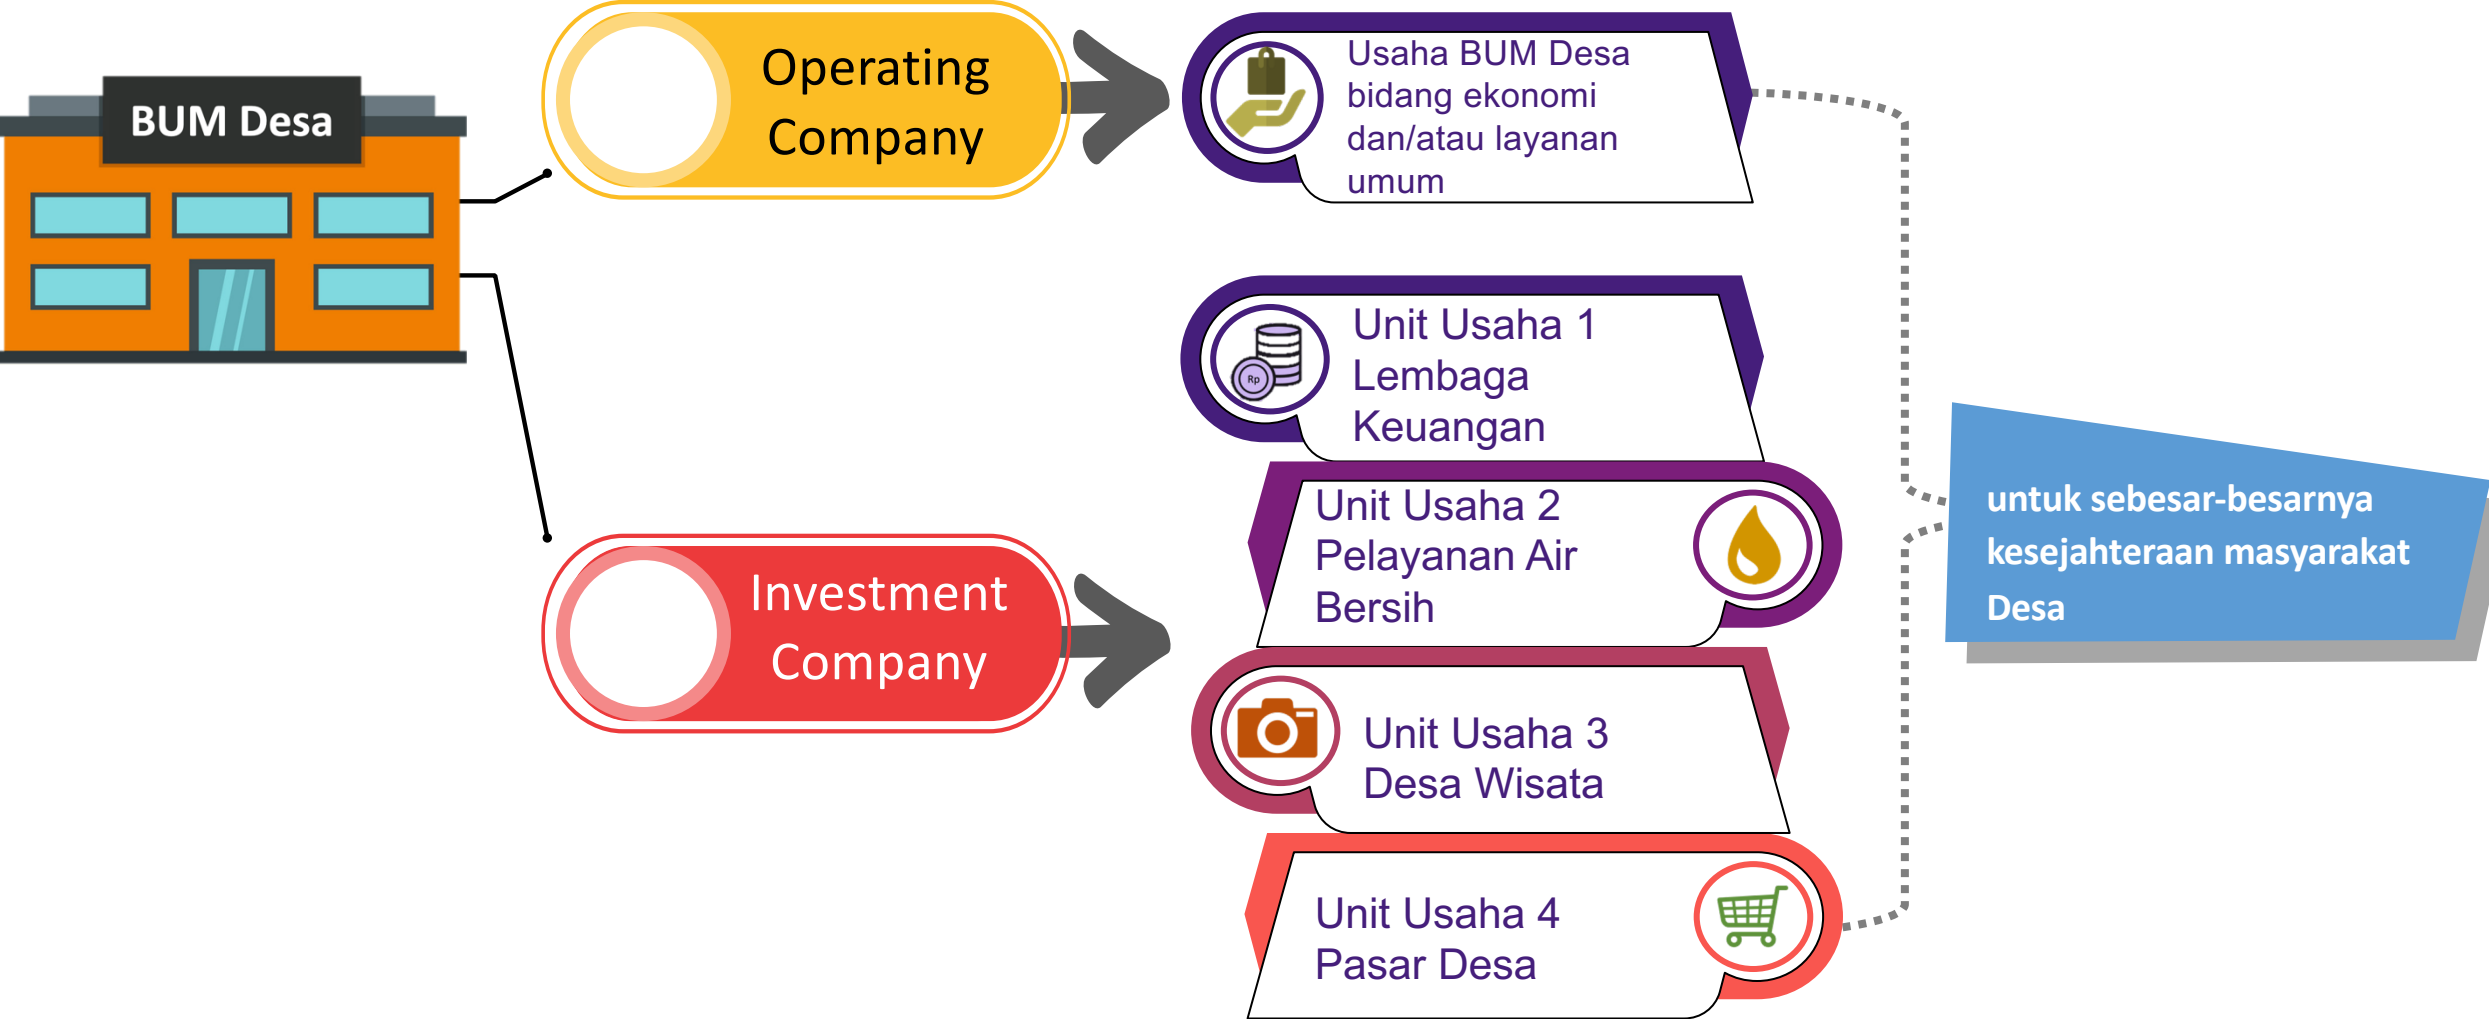 BUM Desa
Operating
Company
Usaha BUM Desa
bidang ekonomi
dan/atau layanan
umum
Unit Usaha 1
Lembaga
Keuangan
Rp
Unit Usaha 2
Pelayanan Air
Bersih
Investment
Company
Unit Usaha 3
Desa Wisata
Unit Usaha 4
Pasar Desa
untuk sebesar-besarnya
kesejahteraan masyarakat
Desa